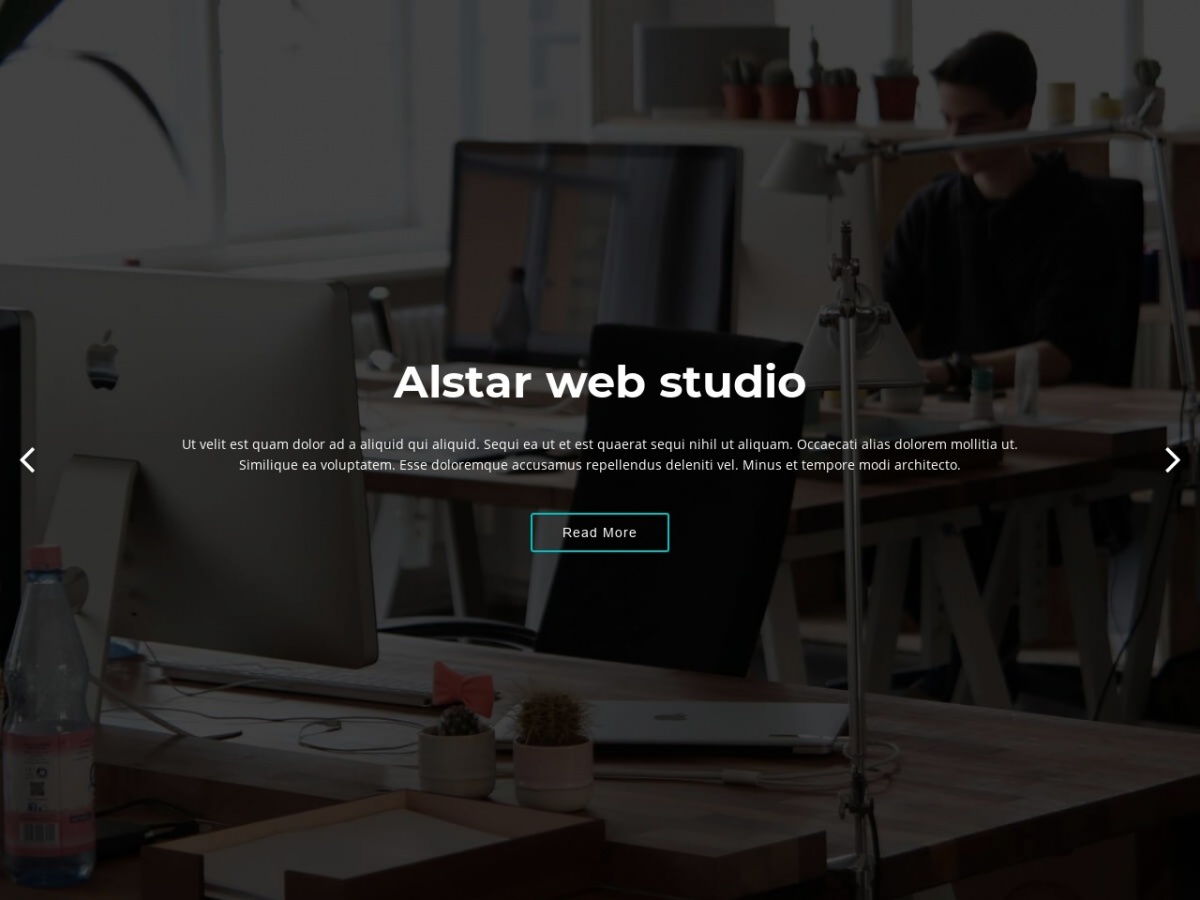 Alstar web studio
Ut velit est quam dolor ad a aliquid qui aliquid. Sequi ea ut et est quaerat sequi nihil ut aliquam. Occaecati alias dolorem mollitia ut.
Similique ea voluptatem. Esse doloremque accusamus repellendus deleniti vel. Minus et tempore modi architecto.
Read More